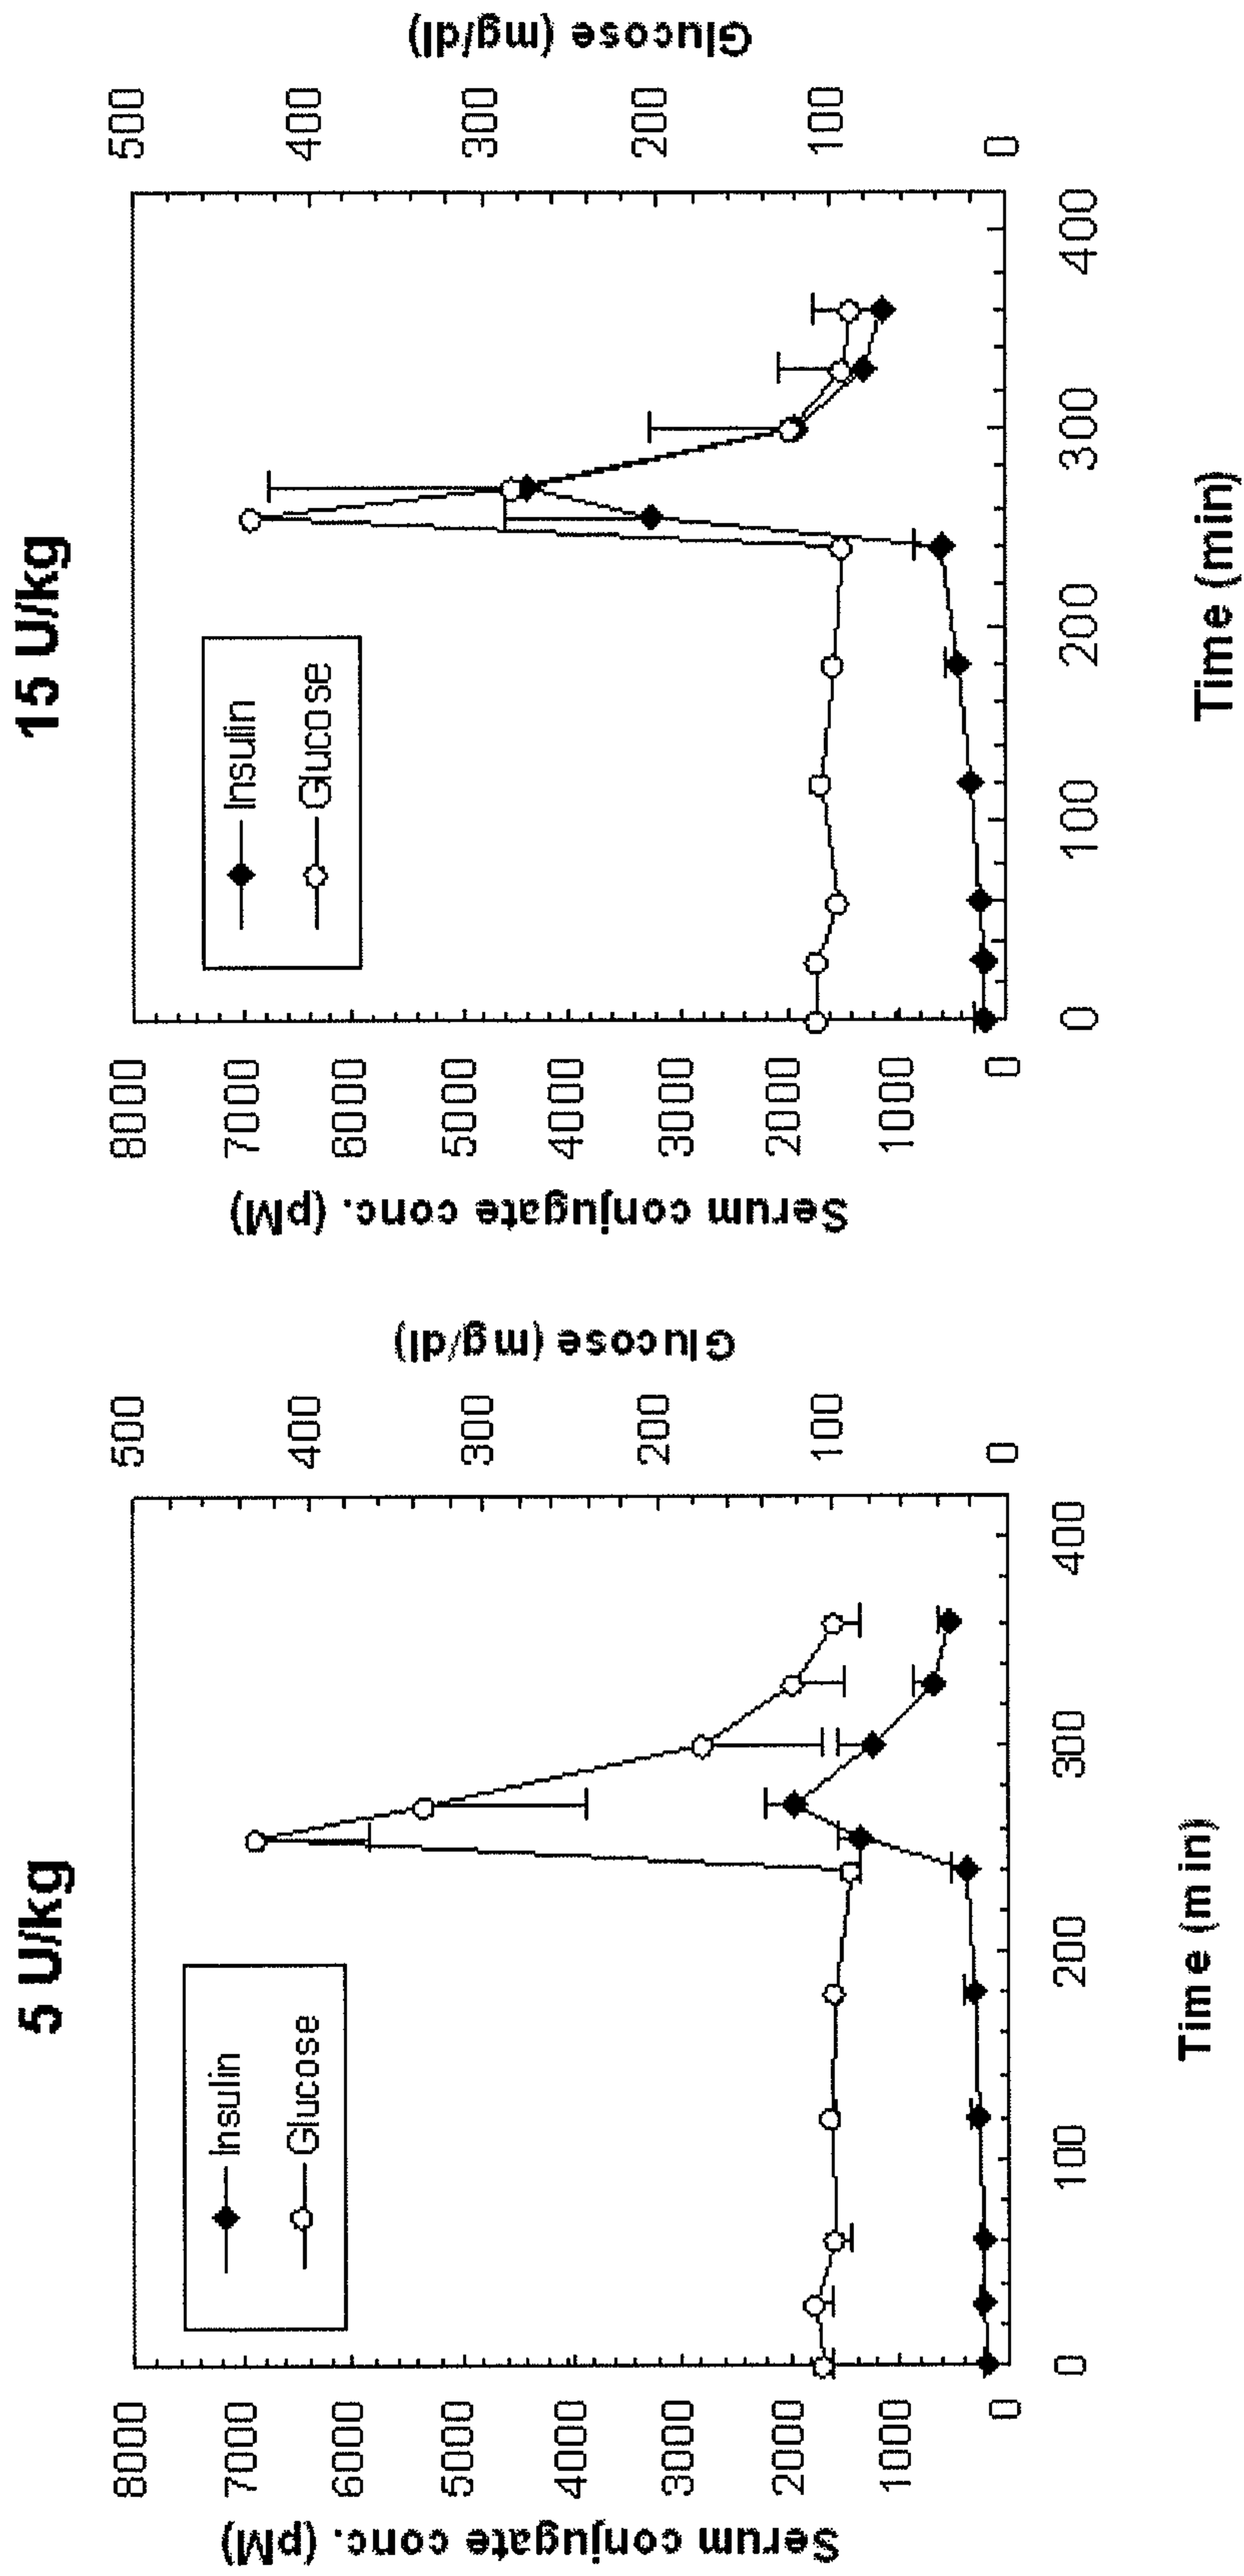 5 U/kg
Serum conjugate conc. (pM)
8000
7000
6000
5000
4000
3000
2000
1000
0
Insulin
Glucose
500
400
300
200
100
0
Glucose (mg/dl)
0 100 200 300 400
Time (min)
15 U/kg
Serum conjugate conc. (pM)
8000
7000
6000
5000
4000
3000
2000
1000
0
Insulin
Glucose
500
400
300
200
100
0
Glucose (mg/dl)
0 100 200 300 400
Time (min)